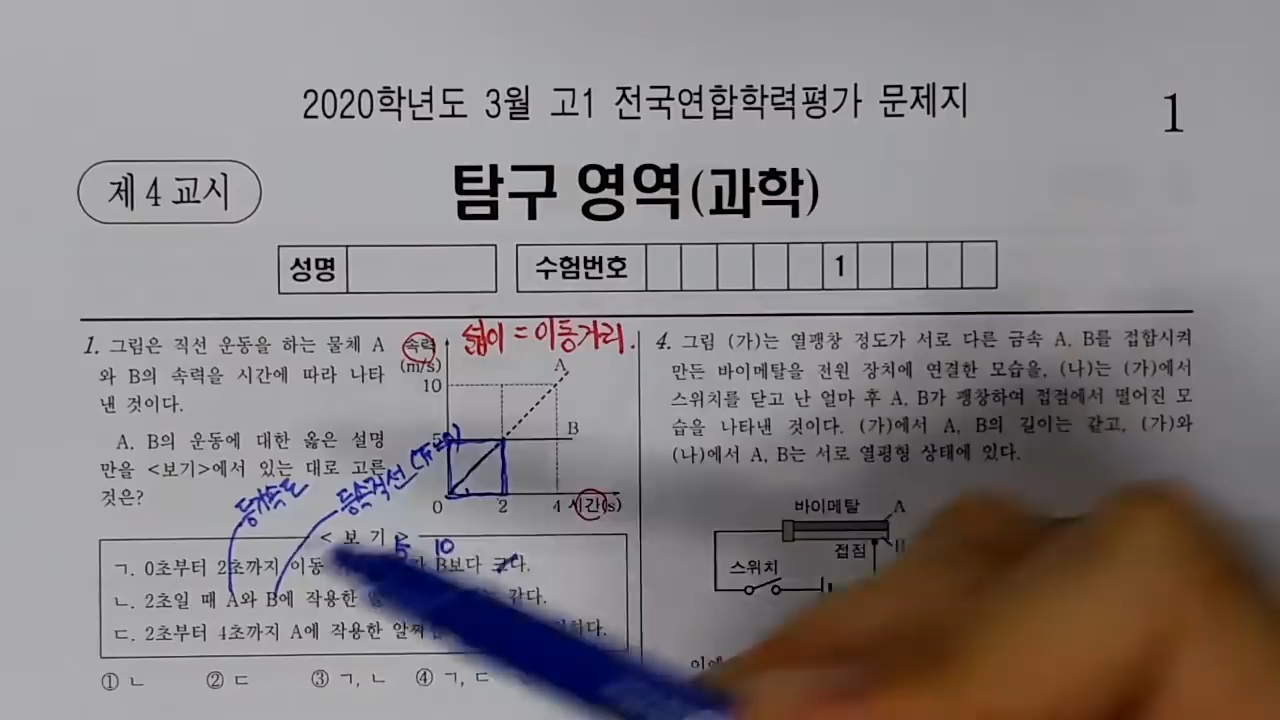 2020학년도 3월 고1 전국연합학력평가 문제지
1
제 4 교시
탐구 영역(과학)
성명
수험번호
1
1. 그림은 직선 운동을 하는 물체 A
와 B의 속력을 시간에 따라 나타
낸 것이다.
A, B의 운동에 대한 옳은 설명
만을 <보기>에서 있는 대로 고른
것은?
넓이 = 이동거리.
속력
(m/s)
10
A
5
B
0 2 4 시간(s)
등가속도
등속직선
< 보 기 >
5 10
ㄱ. 0초부터 2초까지 이동 B보다 크다.
ㄴ. 2초일 때 A와 B에 작용한 같다.
ㄷ. 2초부터 4초까지 A에 작용한 알짜
① ㄴ ② ㄷ ③ ㄱ, ㄴ ④ ㄱ, ㄷ
4. 그림 (가)는 열팽창 정도가 서로 다른 금속 A, B를 접합시켜
만든 바이메탈을 전원 장치에 연결한 모습을, (나)는 (가)에서
스위치를 닫고 난 얼마 후 A, B가 팽창하여 접점에서 떨어진 모
습을 나타낸 것이다. (가)에서 A, B의 길이는 같고, (가)와
(나)에서 A, B는 서로 열평형 상태에 있다.
바이메탈 A
접점 B
스위치